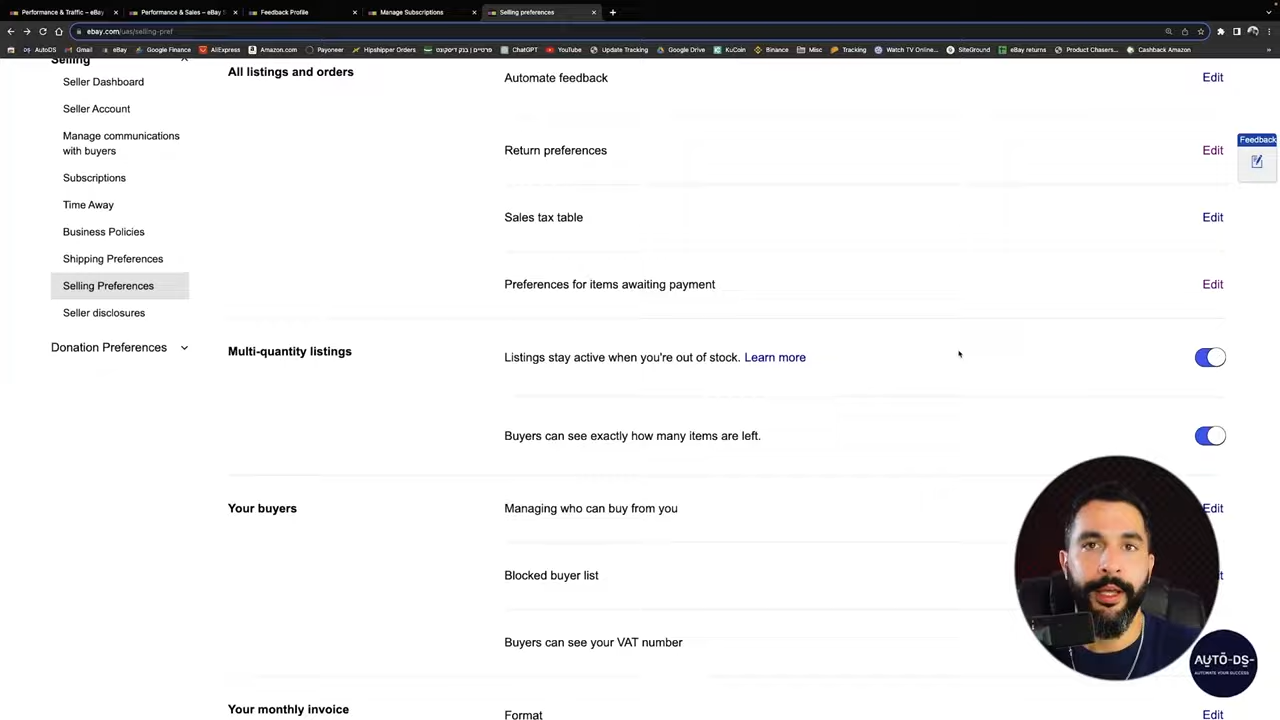 Performance & Traffic – eBay
Performance & Sales – eBay
Feedback Profile
Manage Subscriptions
Selling preferences
ebay.com/uas/selling-pref
AutoDS
Gmail
eBay
Google Finance
AliExpress
Amazon.com
Payoneer
Hipshipper Orders
ChatGPT
YouTube
Update Tracking
Google Drive
KuCoin
Binance
Misc
Tracking
Watch TV Online...
SiteGround
eBay returns
Product Chasers...
Cashback Amazon
Selling
Seller Dashboard
Seller Account
Manage communications
with buyers
Subscriptions
Time Away
Business Policies
Shipping Preferences
Selling Preferences
Seller disclosures
Donation Preferences
All listings and orders
Automate feedback Edit
Return preferences Edit
Sales tax table Edit
Preferences for items awaiting payment Edit
Multi-quantity listings
Listings stay active when you're out of stock. Learn more
Buyers can see exactly how many items are left.
Your buyers
Managing who can buy from you Edit
Blocked buyer list
Buyers can see your VAT number
Your monthly invoice
Format Edit
Feedback
AUTO-DS-
AUTOMATE YOUR SUCCESS